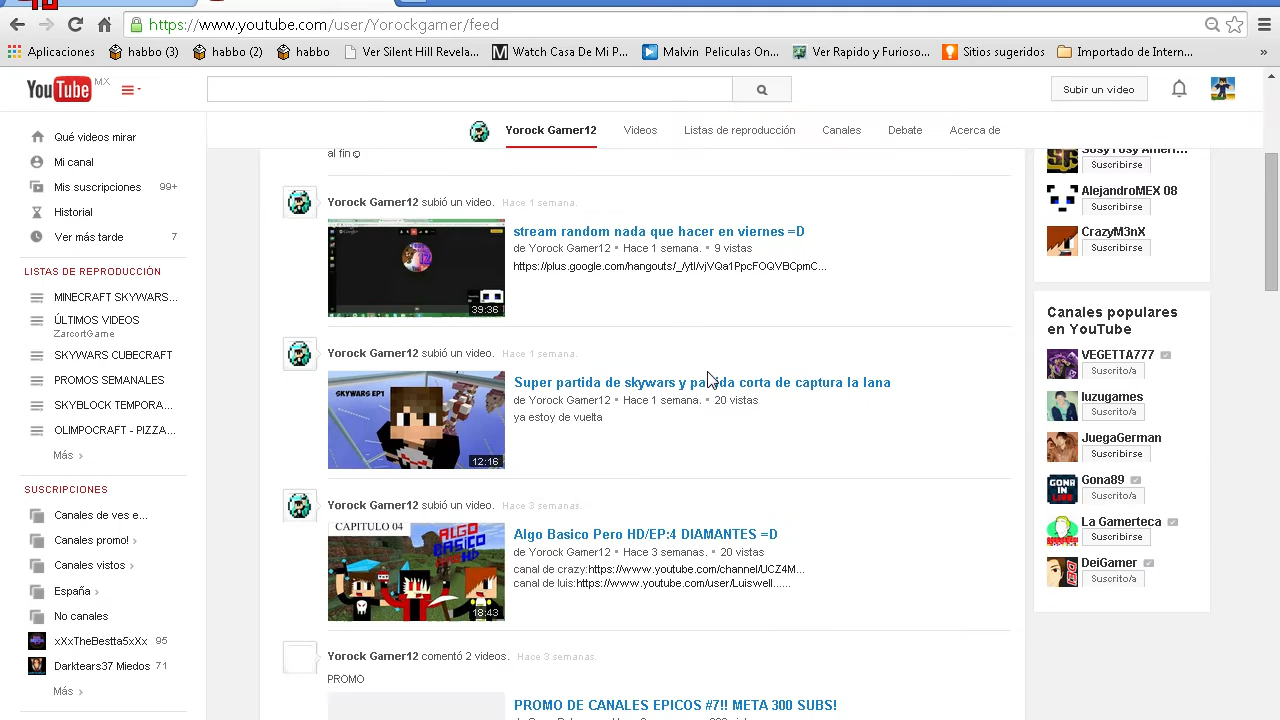 https://www.youtube.com/user/Yorockgamer/feed
Aplicaciones
habbo (3)
habbo (2)
habbo
Ver Silent Hill Revela...
Watch Casa De Mi P...
Malvin Peliculas On...
Ver Rapido y Furioso...
Sitios sugeridos
Importado de Intern...
»
YouTube MX
Subir un video
Yorock Gamer12
Videos
Listas de reproducción
Canales
Debate
Acerca de
Qué videos mirar
Mi canal
Mis suscripciones 99+
Historial
Ver más tarde 7
LISTAS DE REPRODUCCIÓN
MINECRAFT SKYWARS...
ÚLTIMOS VIDEOS
ZarcortGame
SKYWARS CUBECRAFT
PROMOS SEMANALES
SKYBLOCK TEMPORA...
OLIMPOCRAFT - PIZZA...
Más ›
SUSCRIPCIONES
Canales de ves e...
Canales promo! ›
Canales vistos ›
España ›
No canales
xXxTheBestta5xXx 95
Darktears37 Miedos 71
Más ›
al fin☺
Yorock Gamer12 subió un video. Hace 1 semana.
39:36
stream random nada que hacer en viernes =D
de Yorock Gamer12 • Hace 1 semana. • 9 vistas
Yorock Gamer12 subió un video. Hace 1 semana.
SKYWARS EP1
12:16
Super partida de skywars y partida corta de captura la lana
de Yorock Gamer12 • Hace 1 semana. • 20 vistas
ya estoy de vuelta
Yorock Gamer12 subió un video. Hace 3 semanas.
CAPITULO 04
ALGO BASICO HD
18:43
Algo Basico Pero HD/EP:4 DIAMANTES =D
de Yorock Gamer12 • Hace 3 semanas. • 20 vistas
canal de crazy:https://www.youtube.com/channel/UCZ4M...
canal de luis:https://www.youtube.com/user/Luiswell......
Yorock Gamer12 comentó 2 videos. Hace 3 semanas.
PROMO
PROMO DE CANALES EPICOS #7!! META 300 SUBS!
Suscribirse
AlejandroMEX 08
Suscribirse
CrazyM3nX
Suscribirse
Canales populares
en YouTube
VEGETTA777
Suscrito/a
luzugames
Suscrito/a
JuegaGerman
Suscribirse
Gona89
Suscrito/a
La Gamerteca
Suscribirse
DeiGamer
Suscrito/a